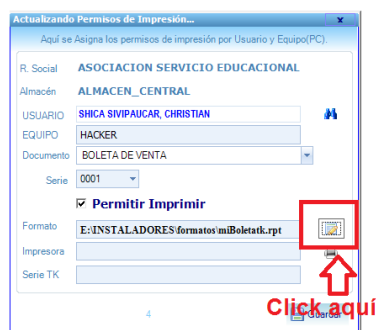 Actualizando Permisos de Impresión...
x
Aquí se Asigna los permisos de impresión por Usuario y Equipo(PC).
R. Social ASOCIACION SERVICIO EDUCACIONAL
Almacén ALMACEN_CENTRAL
USUARIO SHICA SIVIPAUCAR, CHRISTIAN
EQUIPO HACKER
Documento BOLETA DE VENTA
Serie 0001
Permitir Imprimir
Formato E:\INSTALADORES\formatos\miBoletatk.rpt
Impresora
Serie TK
Click aquí
4 Guardar